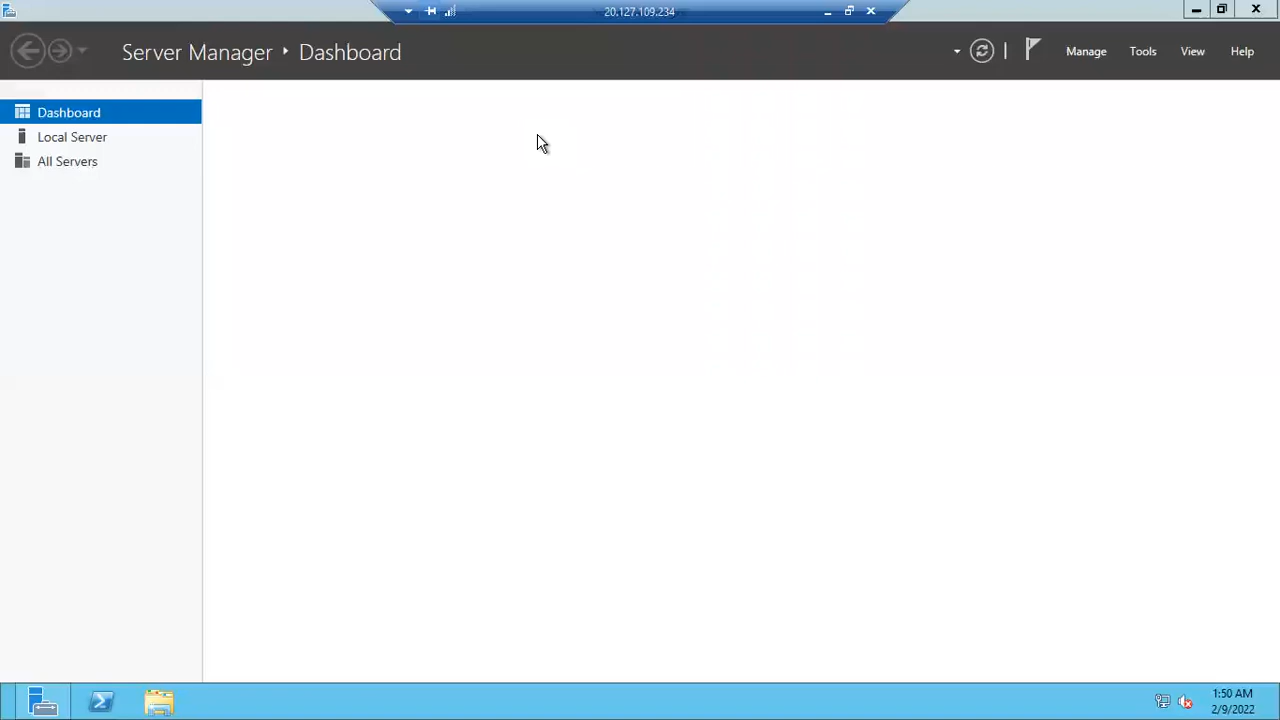 20.127.109.234
Server Manager ‣ Dashboard
Manage
Tools
View
Help
Dashboard
Local Server
All Servers
1:50 AM
2/9/2022